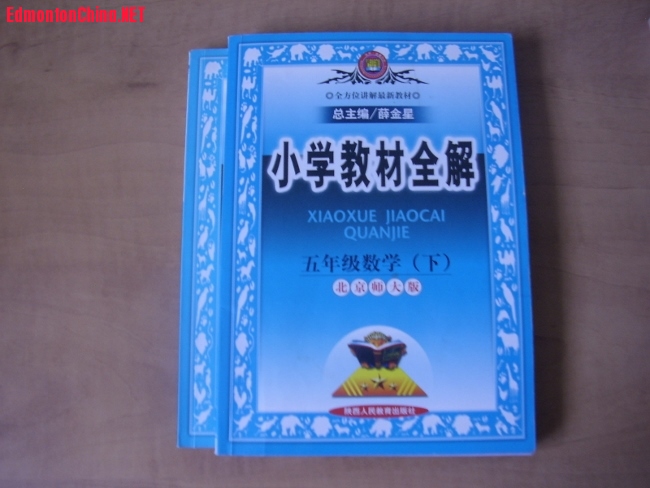 EdmontonChina.NET
全方位讲解最新教材
总主编/薛金星
小学教材全解
XIAOXUE JIAOCAI
QUANJIE
五年级数学（下）
北京师大版
陕西人民教育出版社